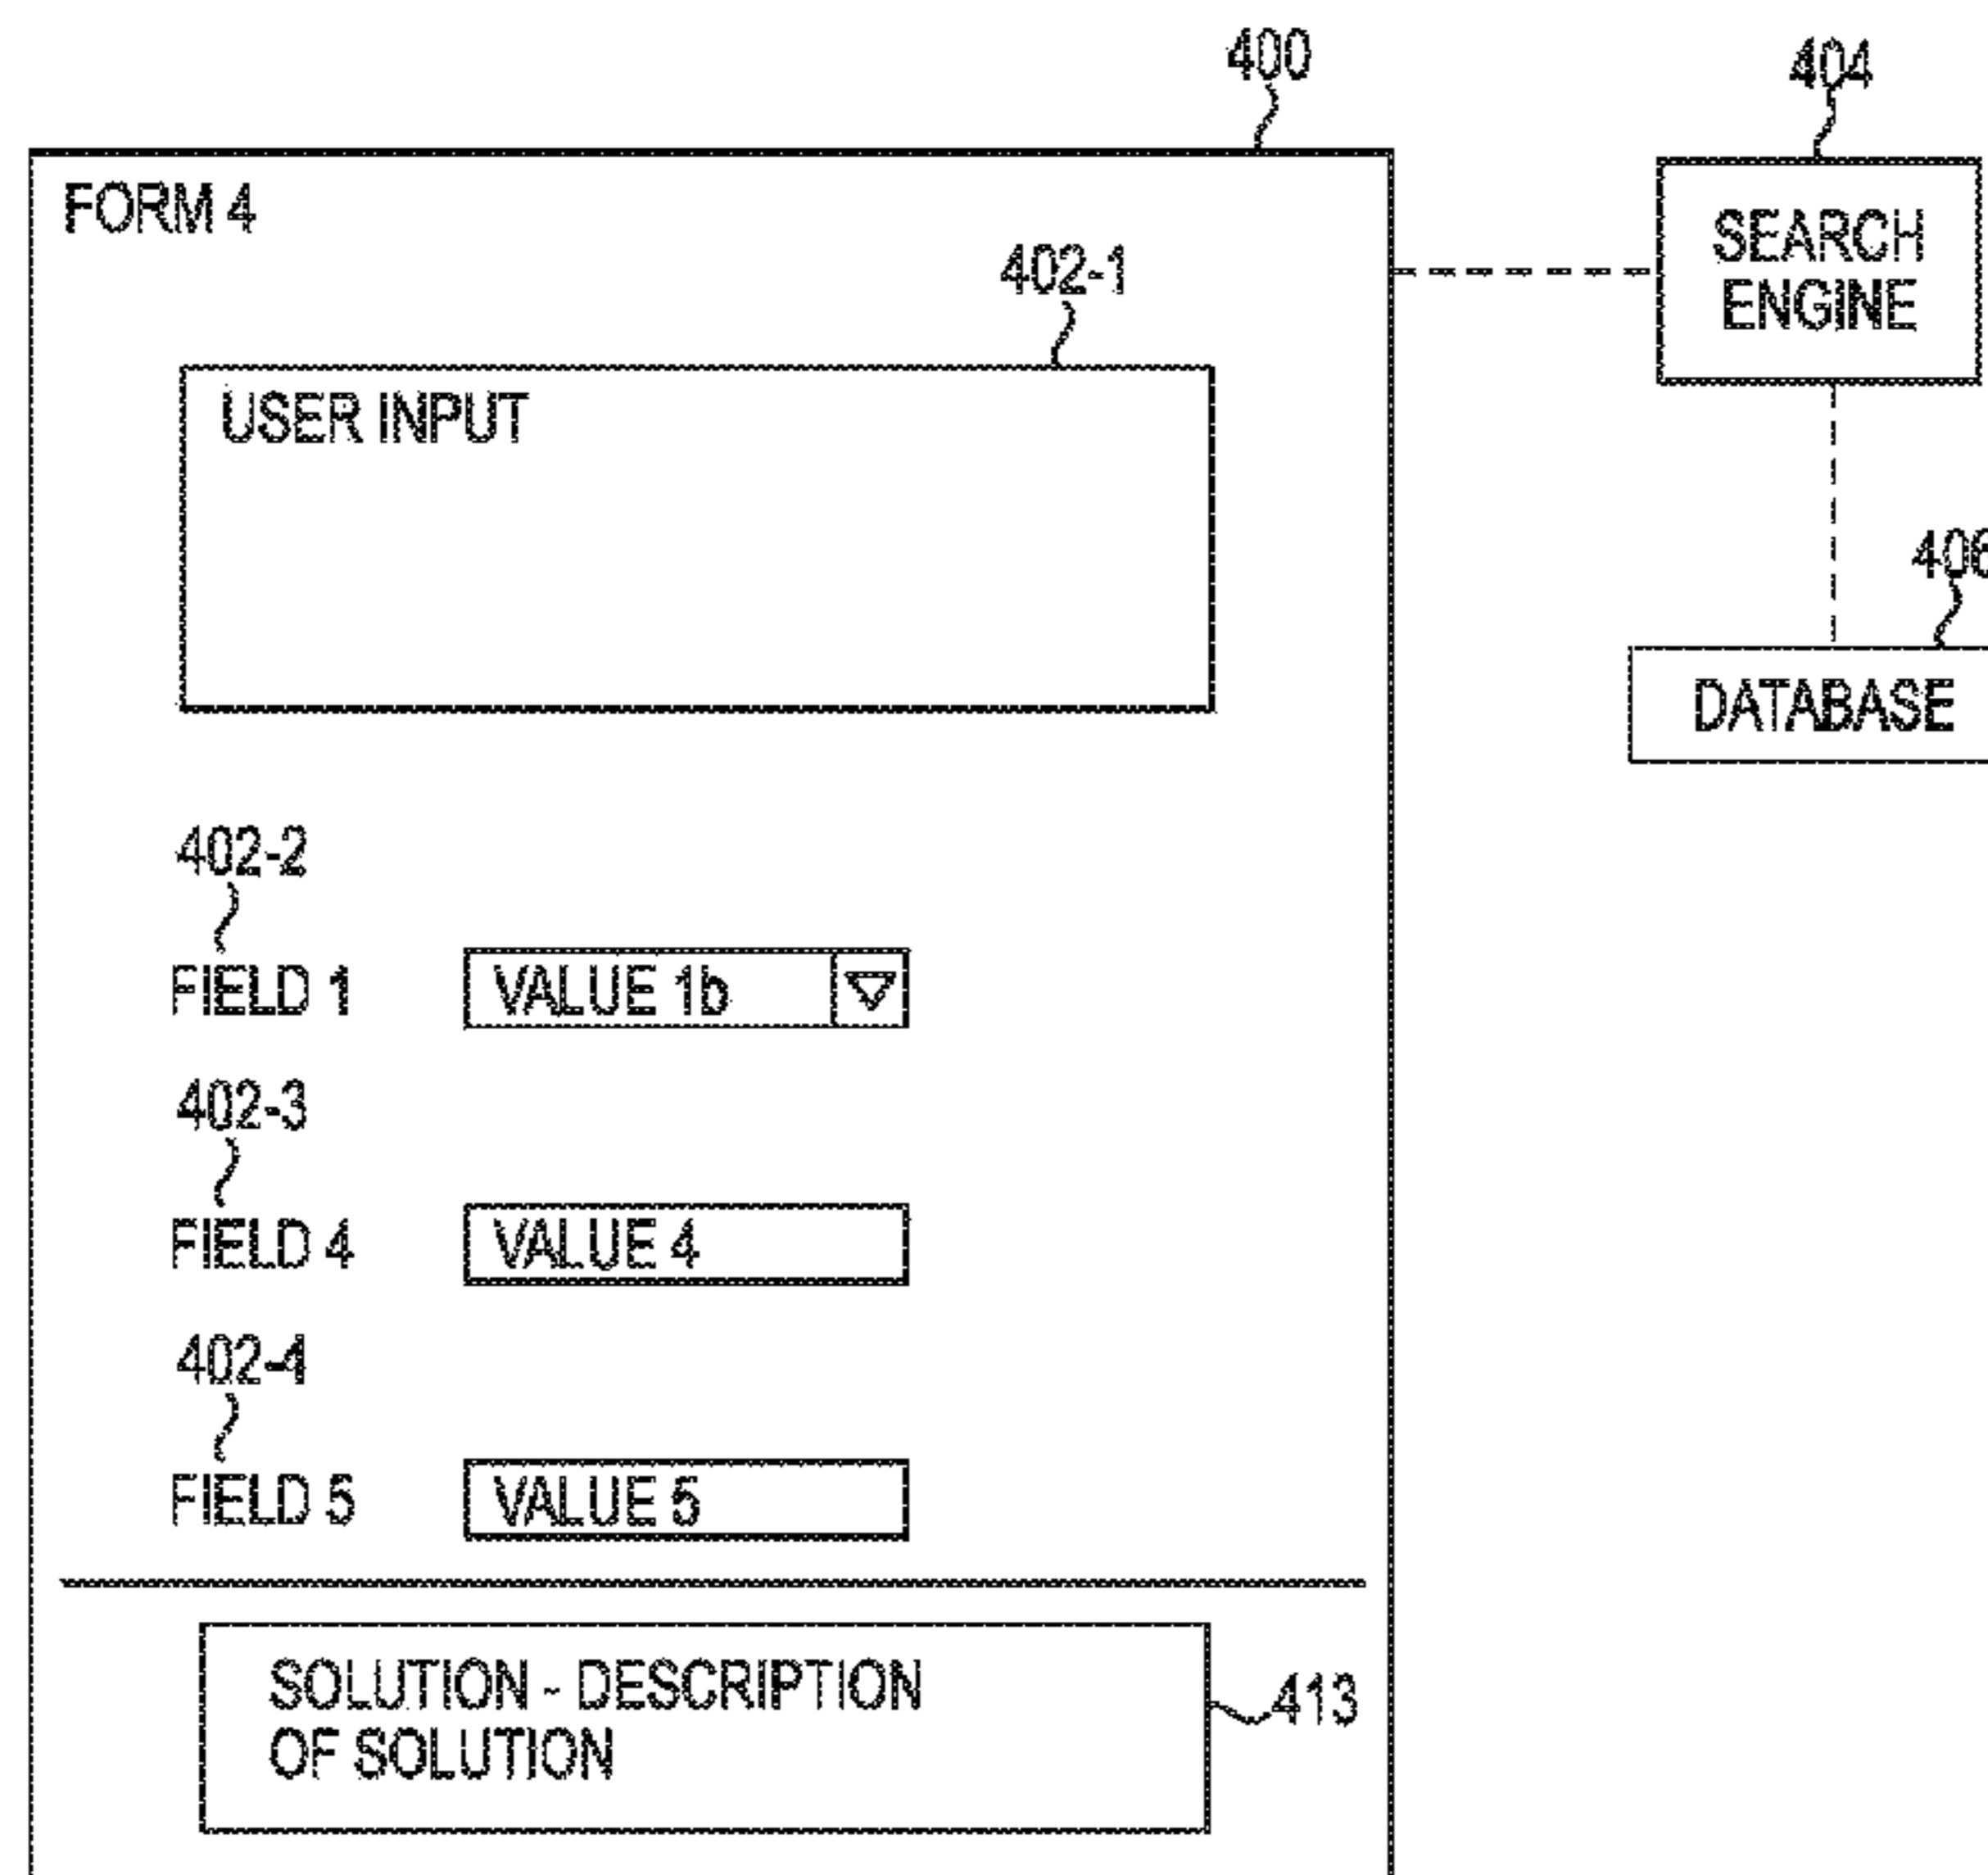 400
404
FORM 4
402-1
SEARCH
ENGINE
USER INPUT
406
DATABASE
402-2
FIELD 1 VALUE 1b
402-3
FIELD 4 VALUE 4
402-4
FIELD 5 VALUE 5
SOLUTION - DESCRIPTION
OF SOLUTION
413